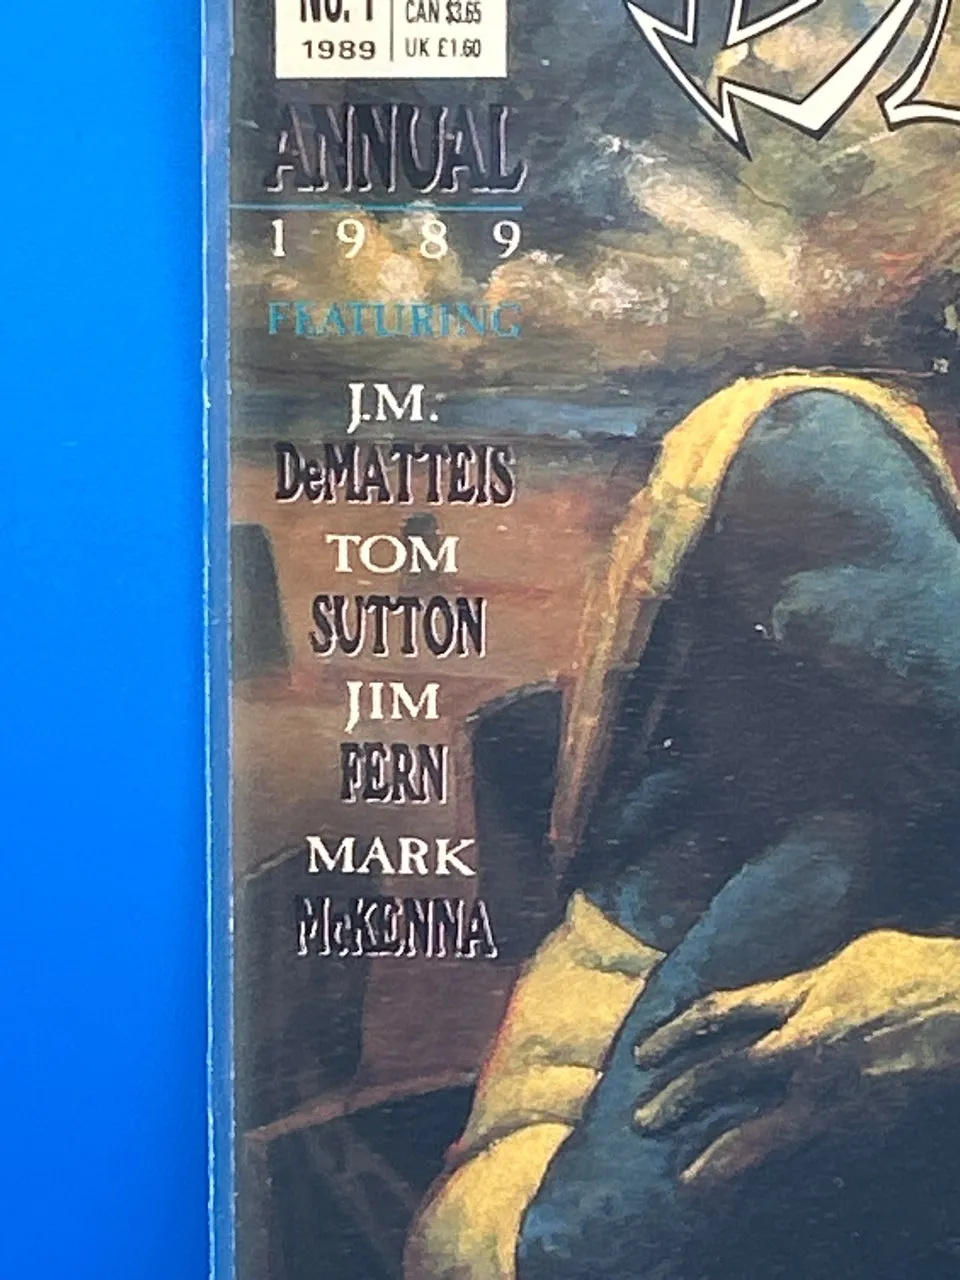 No. 1
CAN $3.65
1989
UK £1.60
ANNUAL
1989
FEATURING
J.M.
DeMATTEIS
TOM
SUTTON
JIM
FERN
MARK
McKENNA